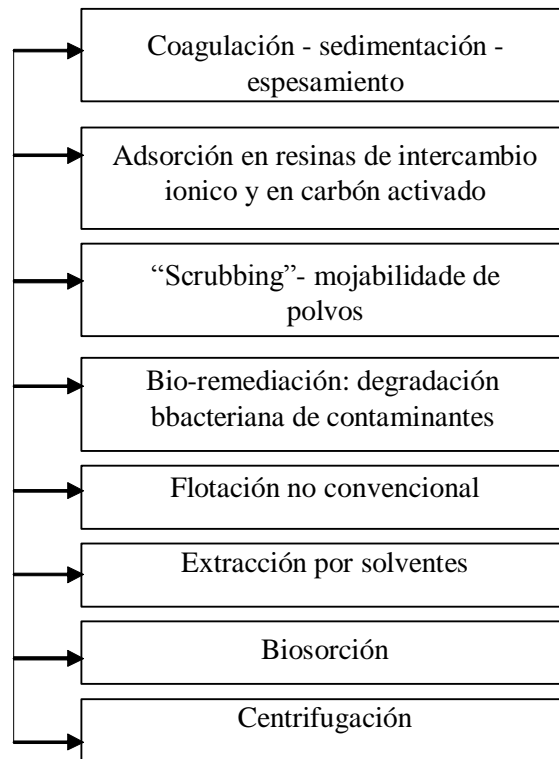 Coagulación - sedimentación -
espesamiento
Adsorción en resinas de intercambio
ionico y en carbón activado
“Scrubbing”- mojabilidade de
polvos
Bio-remediación: degradación
bbacteriana de contaminantes
Flotación no convencional
Extracción por solventes
Biosorción
Centrifugación